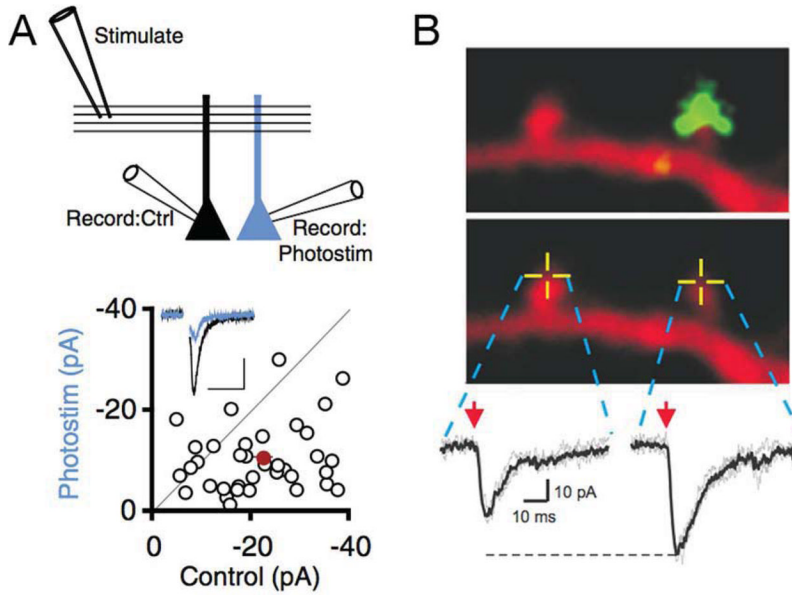 A
Stimulate
Record:Ctrl
Record:
Photostim
-40
-20
0
Photostim (pA)
0
-20
-40
Control (pA)
B
10 pA
10 ms